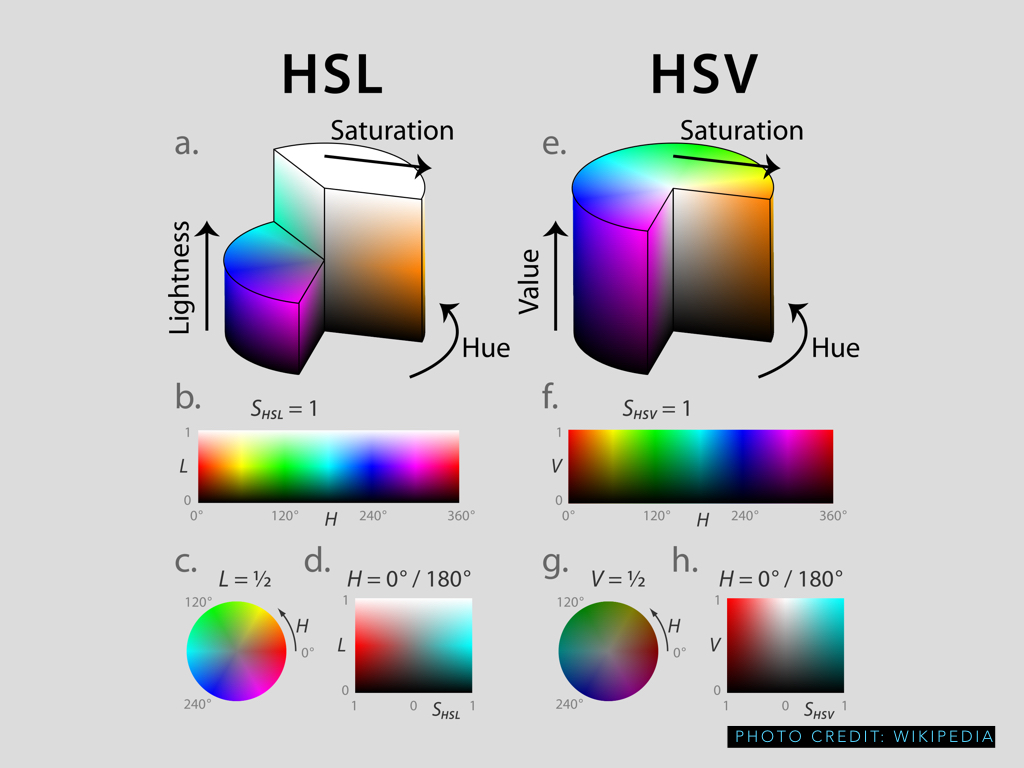 HSL
a.
Saturation
Lightness
Hue
b.
S_HSL = 1
1
L
0
0°
120°
240°
360°
H
c.
L = ½
120°
H
0°
240°
d.
H = 0° / 180°
1
L
0
1
0
S_HSL
1
HSV
e.
Saturation
Value
Hue
f.
S_HSV = 1
1
V
0
0°
120°
240°
360°
H
g.
V = ½
120°
H
0°
240°
h.
H = 0° / 180°
1
V
0
1
0
S_HSV
1
PHOTO CREDIT: WIKIPEDIA